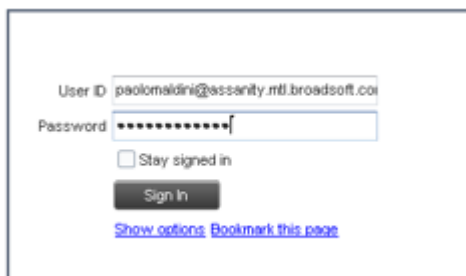 User ID paolomaldini@assanity.mtl.broadsoft.co
Password ••••••••••••
Stay signed in
Sign In
Show options Bookmark this page